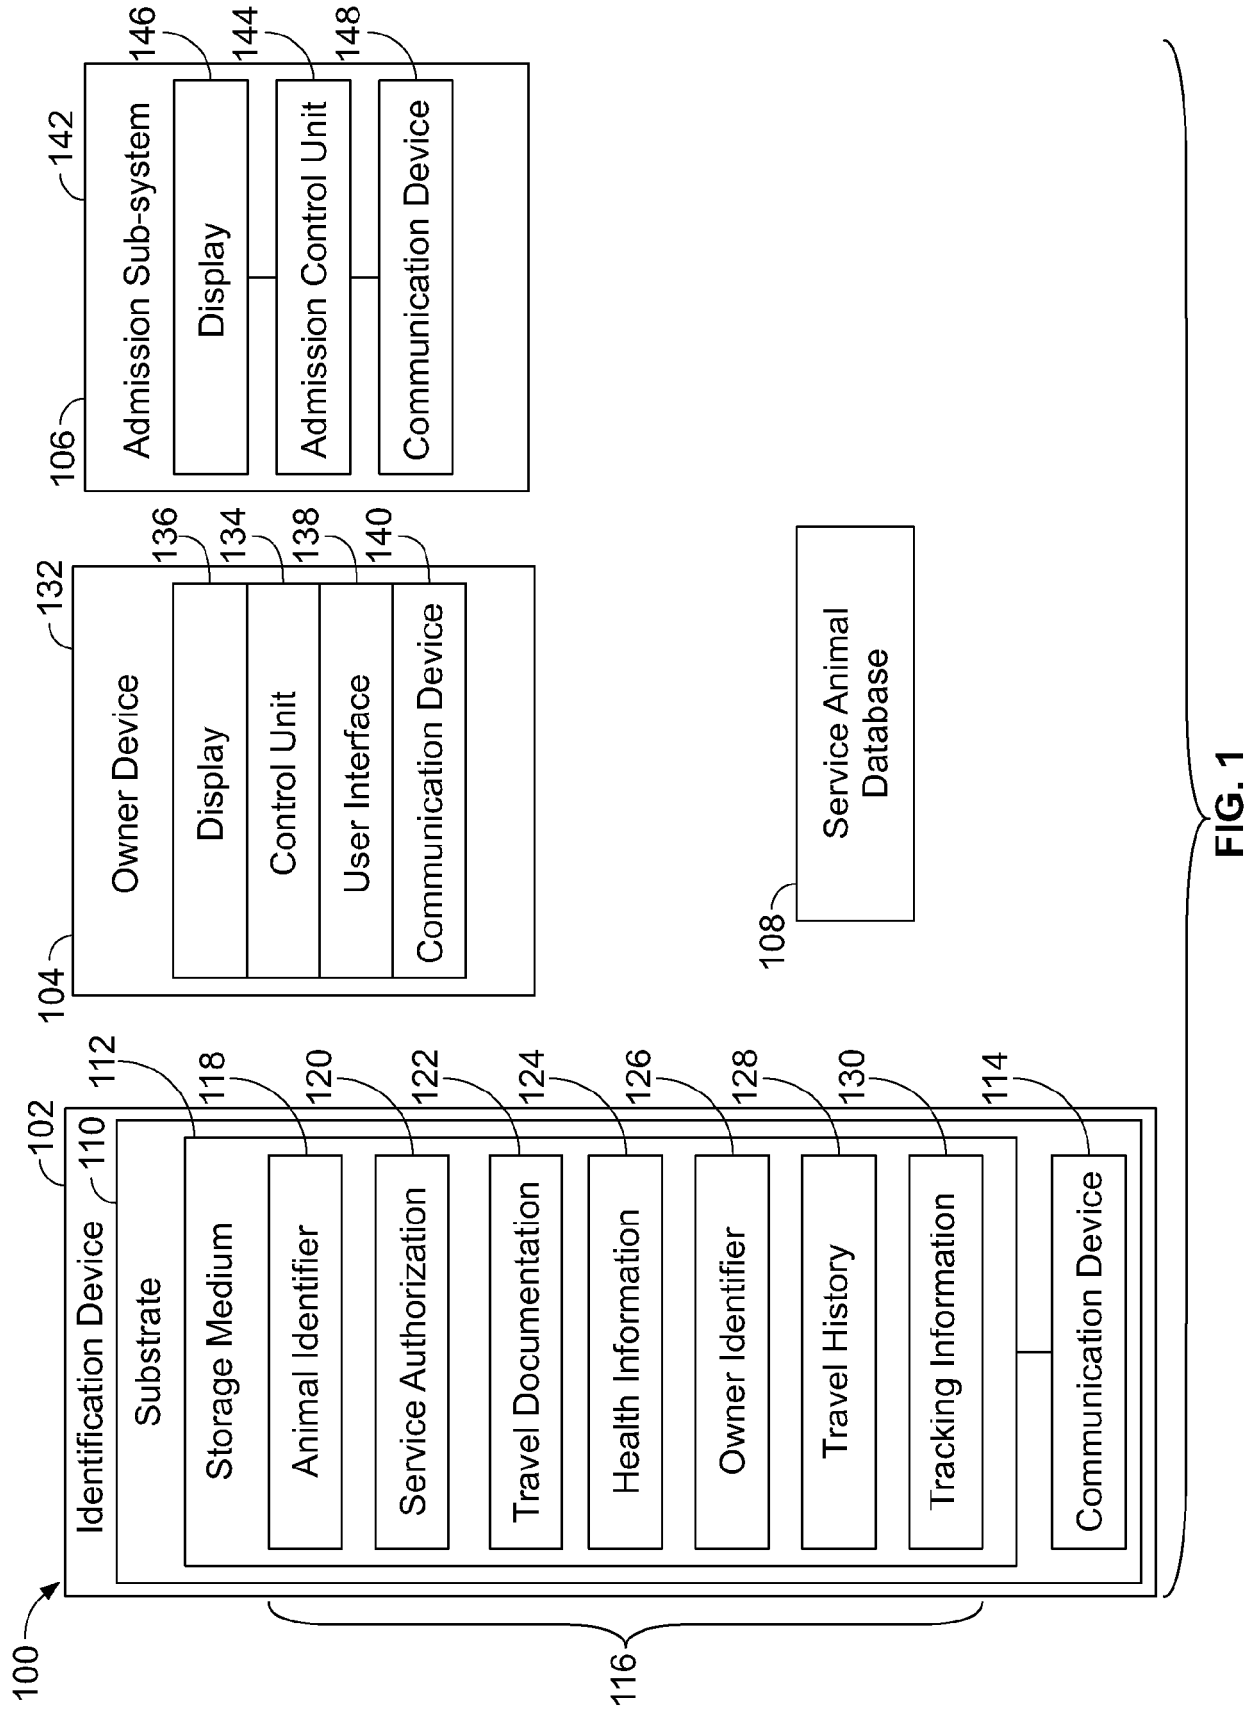 100
102
Identification Device
110
Substrate
112
Storage Medium
118
Animal Identifier
120
Service Authorization
122
Travel Documentation
124
Health Information
126
Owner Identifier
128
Travel History
130
Tracking Information
114
Communication Device
116
104
132
Owner Device
136
Display
134
Control Unit
138
User Interface
140
Communication Device
106
142
Admission Sub-system
146
Display
144
Admission Control Unit
148
Communication Device
108
Service Animal
Database
FIG. 1